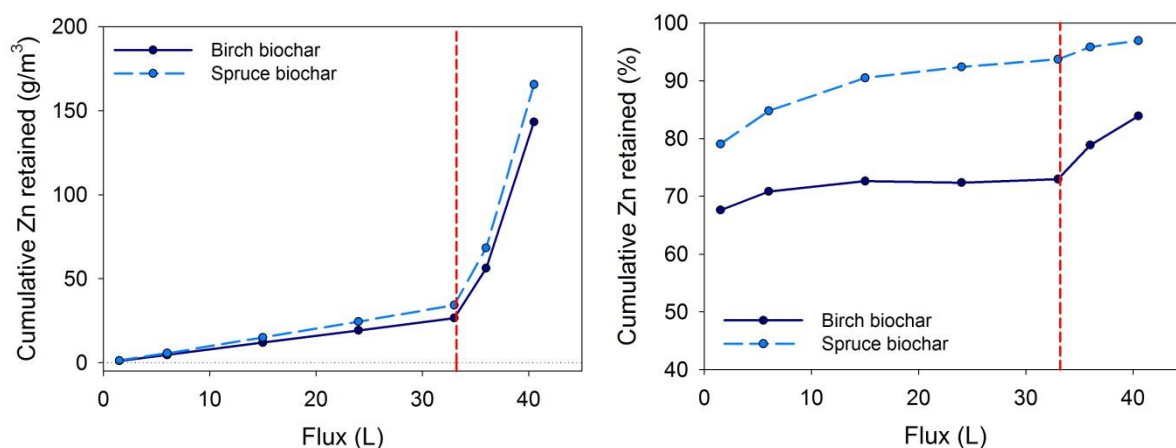 Cumulative Zn retained (g/m³)
200
150
100
50
0
Birch biochar
Spruce biochar
0 10 20 30 40
Flux (L)
Cumulative Zn retained (%)
100
90
80
70
60
50
40
Birch biochar
Spruce biochar
0 10 20 30 40
Flux (L)